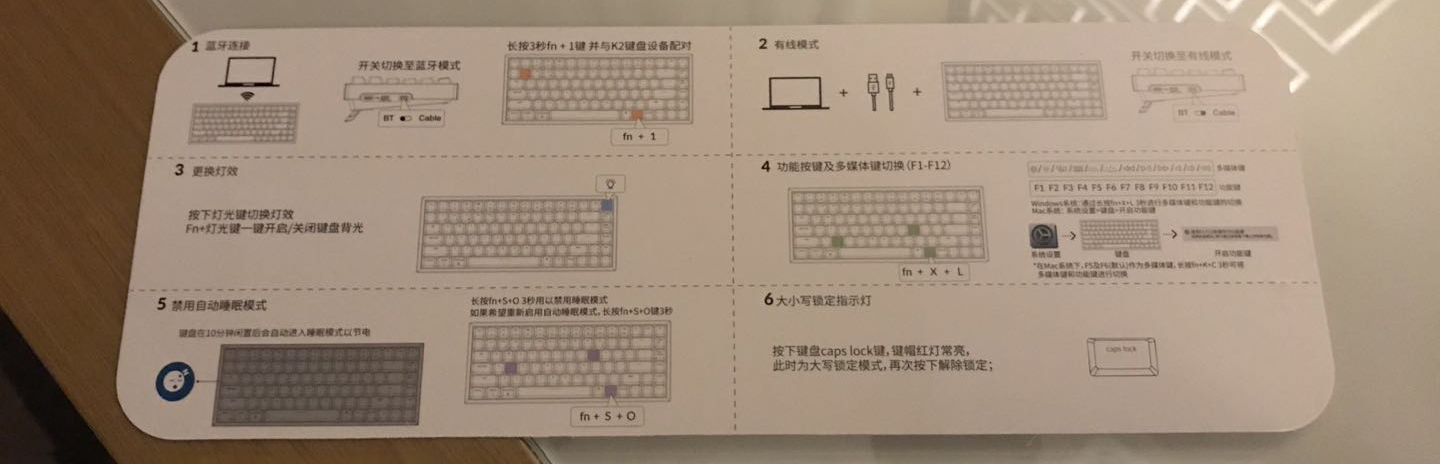 1 蓝牙连接
开关切换至蓝牙模式
BT Cable
长按3秒fn + 1键 并与K2键盘设备配对
fn + 1
2 有线模式
+ +
开关切换至有线模式
BT Cable
3 更换灯效
按下灯光键切换灯效
Fn+灯光键一键开启/关闭键盘背光
4 功能按键及多媒体键切换 (F1-F12)
fn + X + L
多媒体键
F1 F2 F3 F4 F5 F6 F7 F8 F9 F10 F11 F12 功能键
Windows系统: 通过长按fn+X+L 3秒进行多媒体键和功能键的切换
Mac系统: 系统设置>键盘>开启功能键
系统设置 键盘 开启功能键
*在Mac系统下, F5及F6(默认)作为多媒体键, 长按fn+K+C 3秒可将
多媒体键和功能键进行切换
5 禁用自动睡眠模式
键盘在10分钟闲置后会自动进入睡眠模式以节电
长按fn+S+O 3秒用以禁用睡眠模式
如果希望重新启用自动睡眠模式, 长按fn+S+O键3秒
fn + S + O
6 大小写锁定指示灯
按下键盘caps lock键, 键帽红灯常亮,
此时为大写锁定模式, 再次按下解除锁定;
caps lock